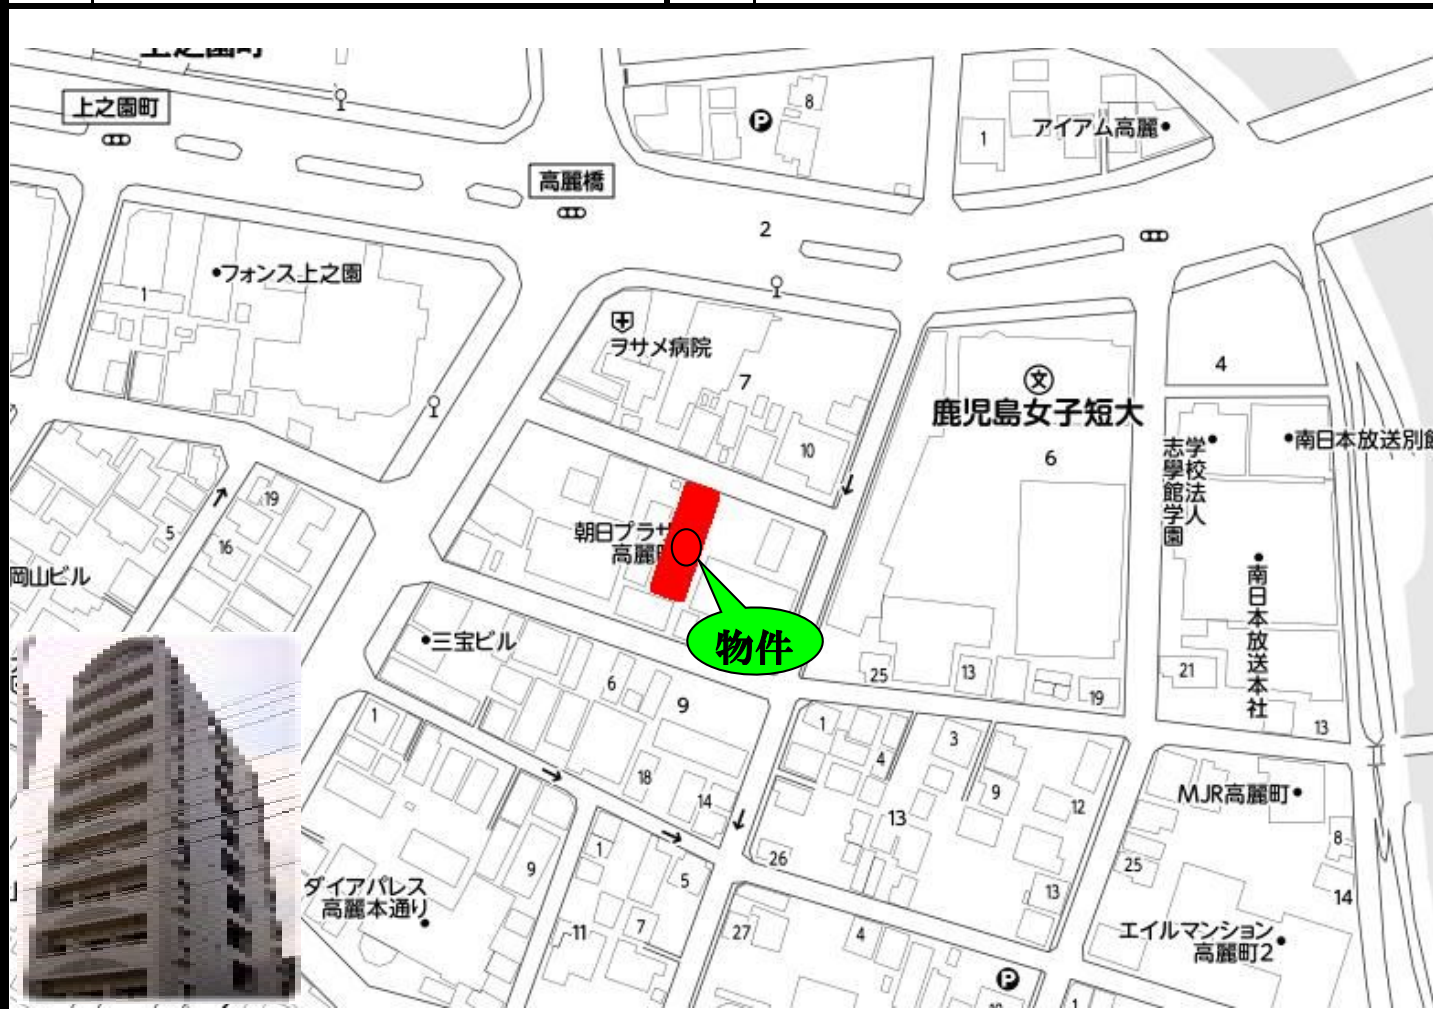 上之園町
上之園町
高麗橋
8
P
1
アイアム高麗
2
フォンス上之園
1
ヲサメ病院
7
10
文
鹿児島女子短大
6
4
学校法人
志學館学園
南日本放送別館
南日本放送本社
19
5
16
岡山ビル
朝日プラザ
高麗町
物件
三宝ビル
6
9
25
13
19
21
13
1
18
14
1
4
3
9
12
13
MJR高麗町
8
25
14
26
13
ダイアパレス
高麗本通り
9
1
5
7
11
27
4
エイルマンション
高麗町2
P
1